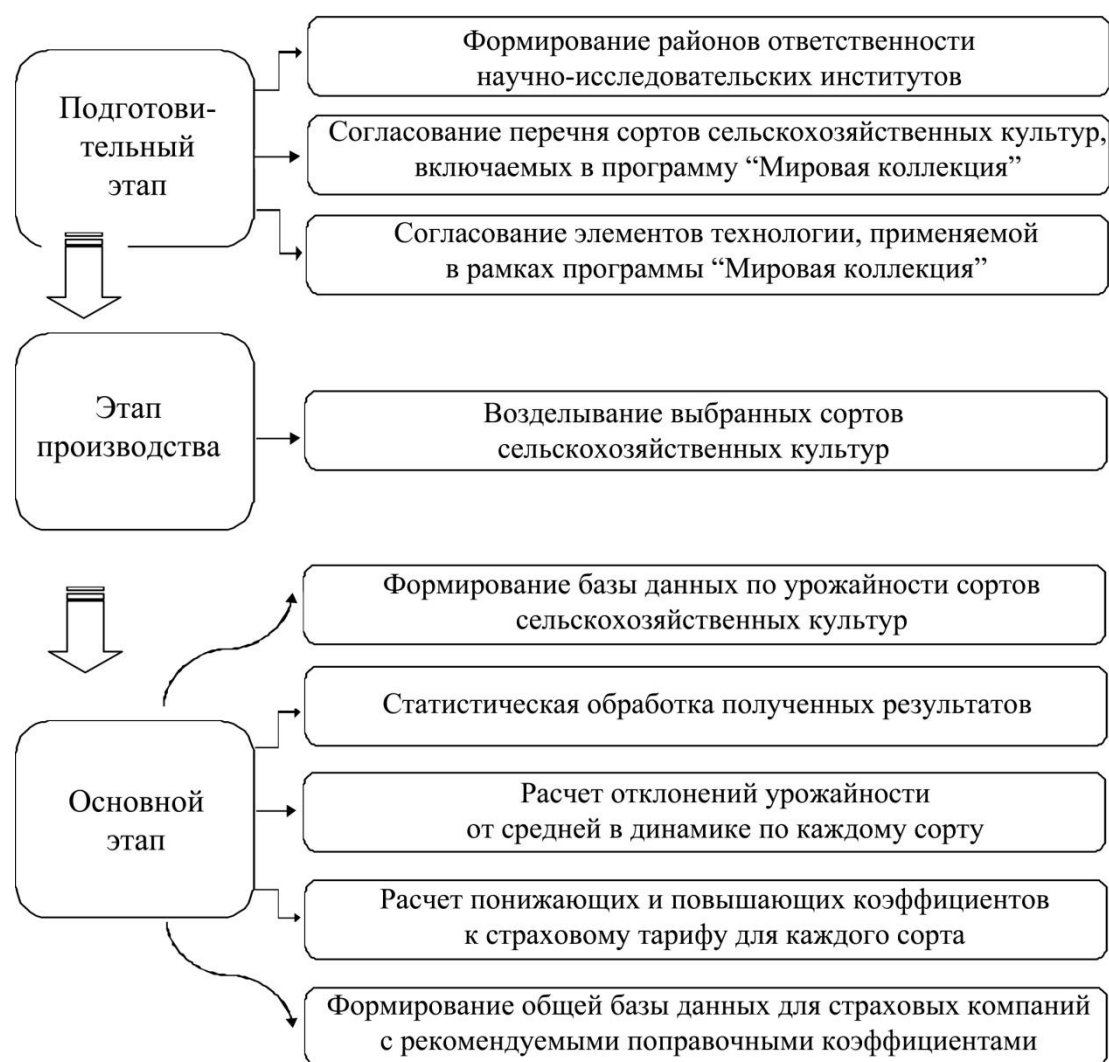 Подготови-
тельный
этап
Формирование районов ответственности
научно-исследовательских институтов
Согласование перечня сортов сельскохозяйственных культур,
включаемых в программу “Мировая коллекция”
Согласование элементов технологии, применяемой
в рамках программы “Мировая коллекция”
Этап
производства
Возделывание выбранных сортов
сельскохозяйственных культур
Основной
этап
Формирование базы данных по урожайности сортов
сельскохозяйственных культур
Статистическая обработка полученных результатов
Расчет отклонений урожайности
от средней в динамике по каждому сорту
Расчет понижающих и повышающих коэффициентов
к страховому тарифу для каждого сорта
Формирование общей базы данных для страховых компаний
с рекомендуемыми поправочными коэффициентами